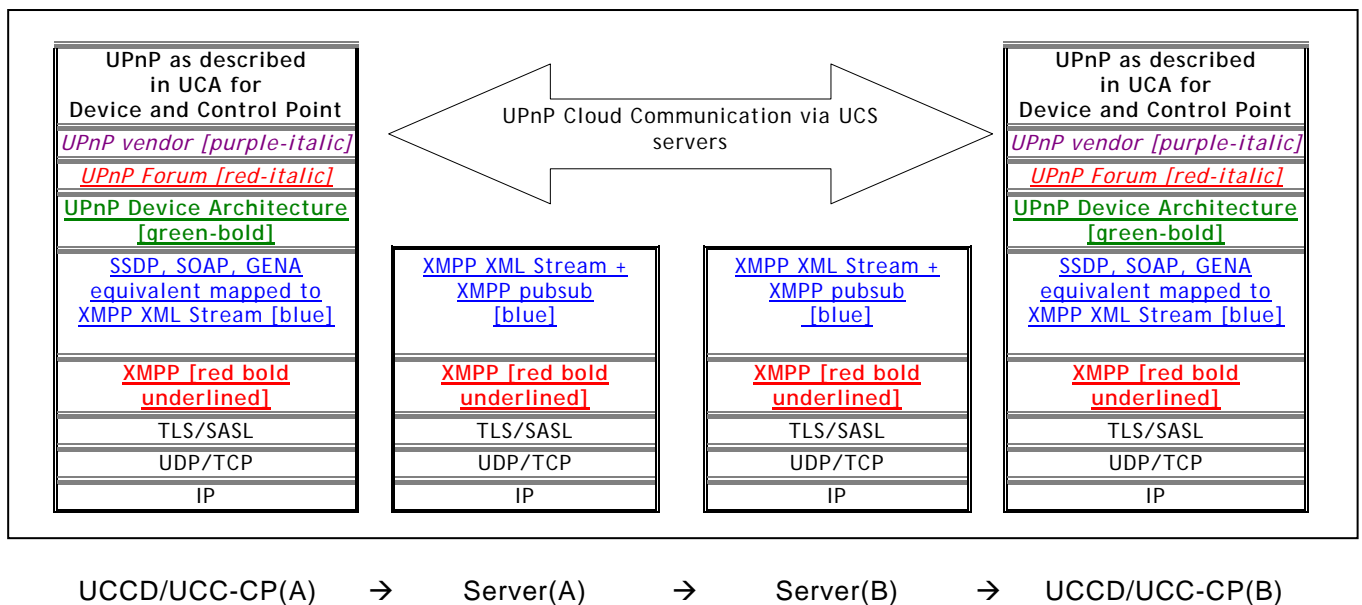 UPnP as described
in UCA for
Device and Control Point
UPnP vendor [purple-italic]
UPnP Forum [red-italic]
UPnP Device Architecture
[green-bold]
SSDP, SOAP, GENA
equivalent mapped to
XMPP XML Stream [blue]
XMPP [red bold
underlined]
TLS/SASL
UDP/TCP
IP
UPnP Cloud Communication via UCS
servers
XMPP XML Stream +
XMPP pubsub
[blue]
XMPP [red bold
underlined]
TLS/SASL
UDP/TCP
IP
XMPP XML Stream +
XMPP pubsub
[blue]
XMPP [red bold
underlined]
TLS/SASL
UDP/TCP
IP
UPnP as described
in UCA for
Device and Control Point
UPnP vendor [purple-italic]
UPnP Forum [red-italic]
UPnP Device Architecture
[green-bold]
SSDP, SOAP, GENA
equivalent mapped to
XMPP XML Stream [blue]
XMPP [red bold
underlined]
TLS/SASL
UDP/TCP
IP
UCCD/UCC-CP(A) → Server(A) → Server(B) → UCCD/UCC-CP(B)